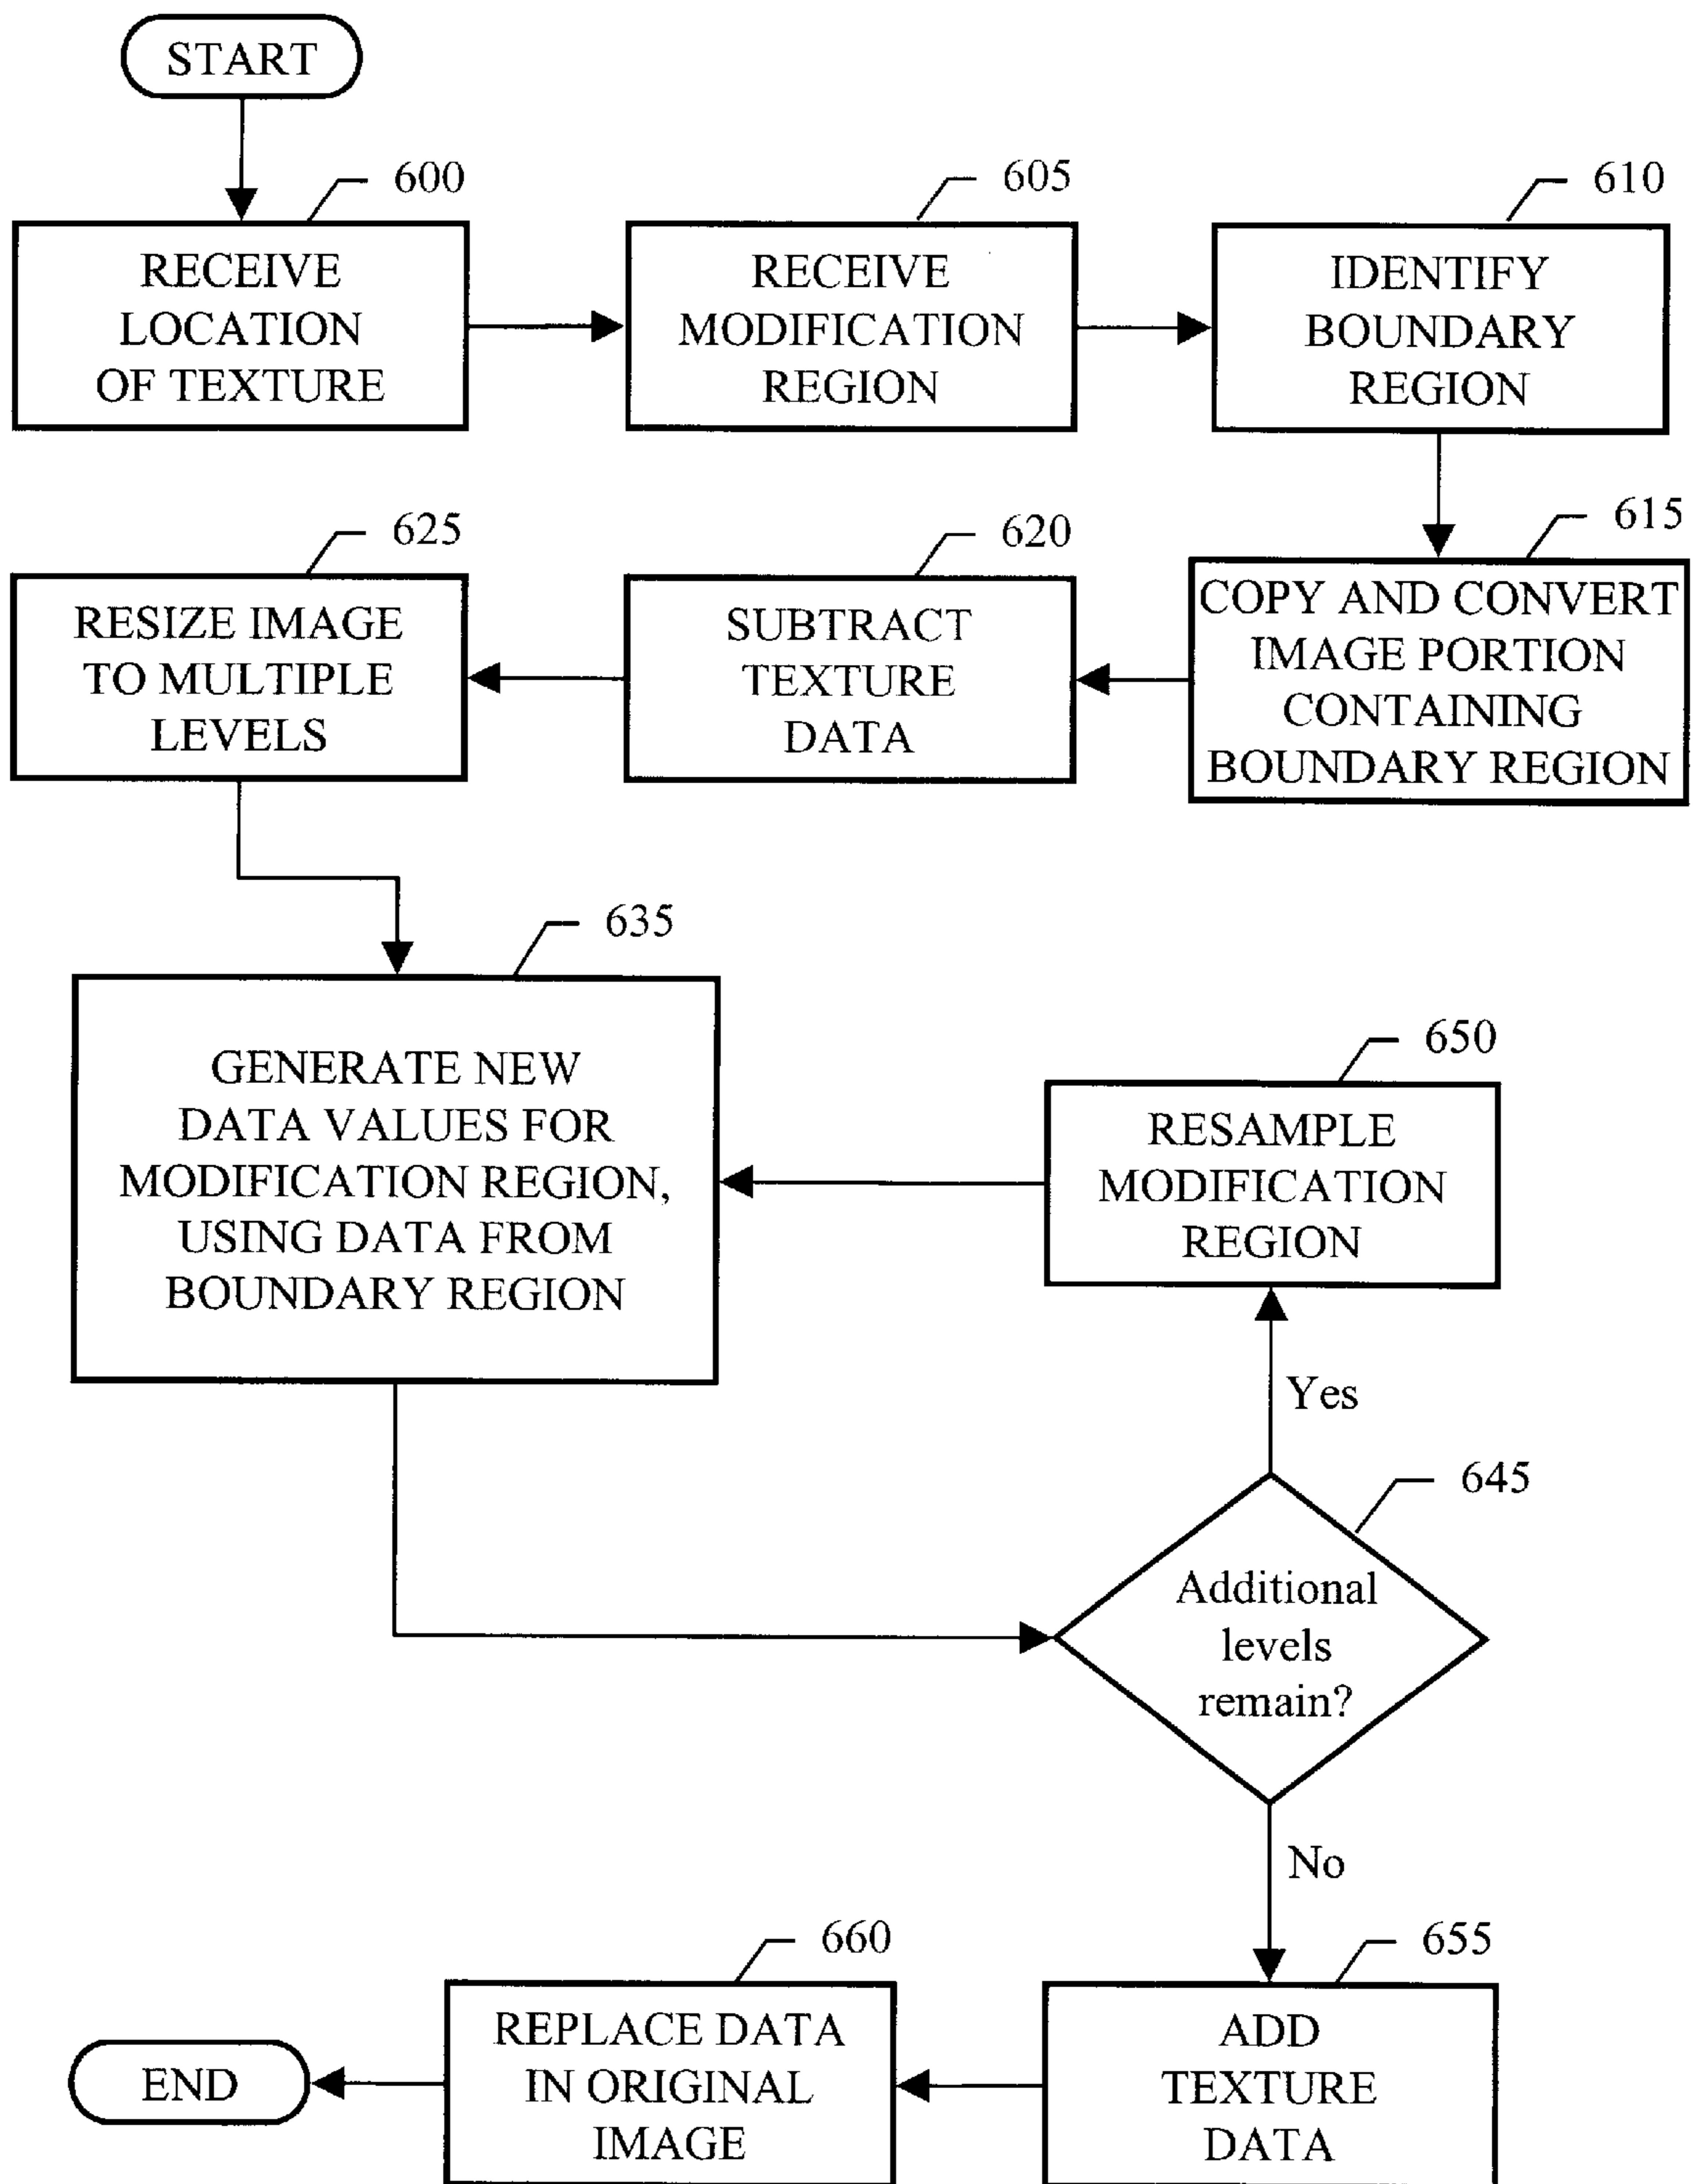 START
600
RECEIVE
LOCATION
OF TEXTURE
605
RECEIVE
MODIFICATION
REGION
610
IDENTIFY
BOUNDARY
REGION
615
COPY AND CONVERT
IMAGE PORTION
CONTAINING
BOUNDARY REGION
620
SUBTRACT
TEXTURE
DATA
625
RESIZE IMAGE
TO MULTIPLE
LEVELS
635
GENERATE NEW
DATA VALUES FOR
MODIFICATION REGION,
USING DATA FROM
BOUNDARY REGION
650
RESAMPLE
MODIFICATION
REGION
Yes
645
Additional
levels
remain?
No
655
ADD
TEXTURE
DATA
660
REPLACE DATA
IN ORIGINAL
IMAGE
END